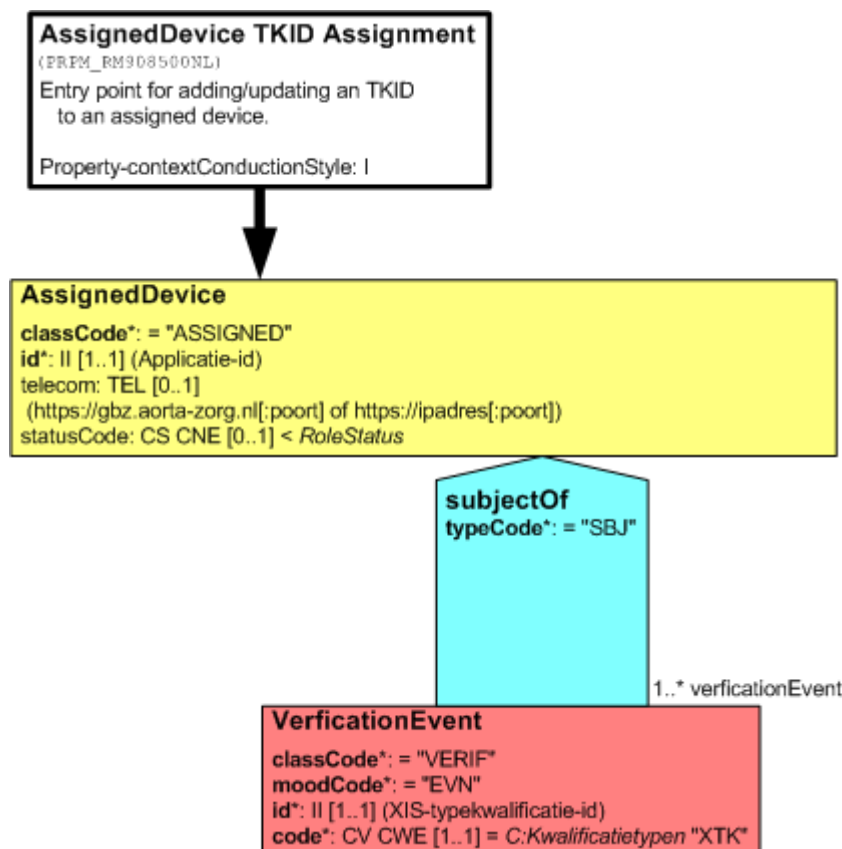 AssignedDevice TKID Assignment
(PRPM_RM908500NL)
Entry point for adding/updating an TKID
to an assigned device.
Property-contextConductionStyle: I
AssignedDevice
classCode*: = "ASSIGNED"
id*: II [1..1] (Applicatie-id)
telecom: TEL [0..1]
(https://gbz.aorta-zorg.nl[:poort] of https://ipadres[:poort])
statusCode: CS CNE [0..1] < RoleStatus
subjectOf
typeCode*: = "SBJ"
1..* verficationEvent
VerficationEvent
classCode*: = "VERIF"
moodCode*: = "EVN"
id*: II [1..1] (XIS-typekwalificatie-id)
code*: CV CWE [1..1] = C:Kwalificatietypen "XTK"